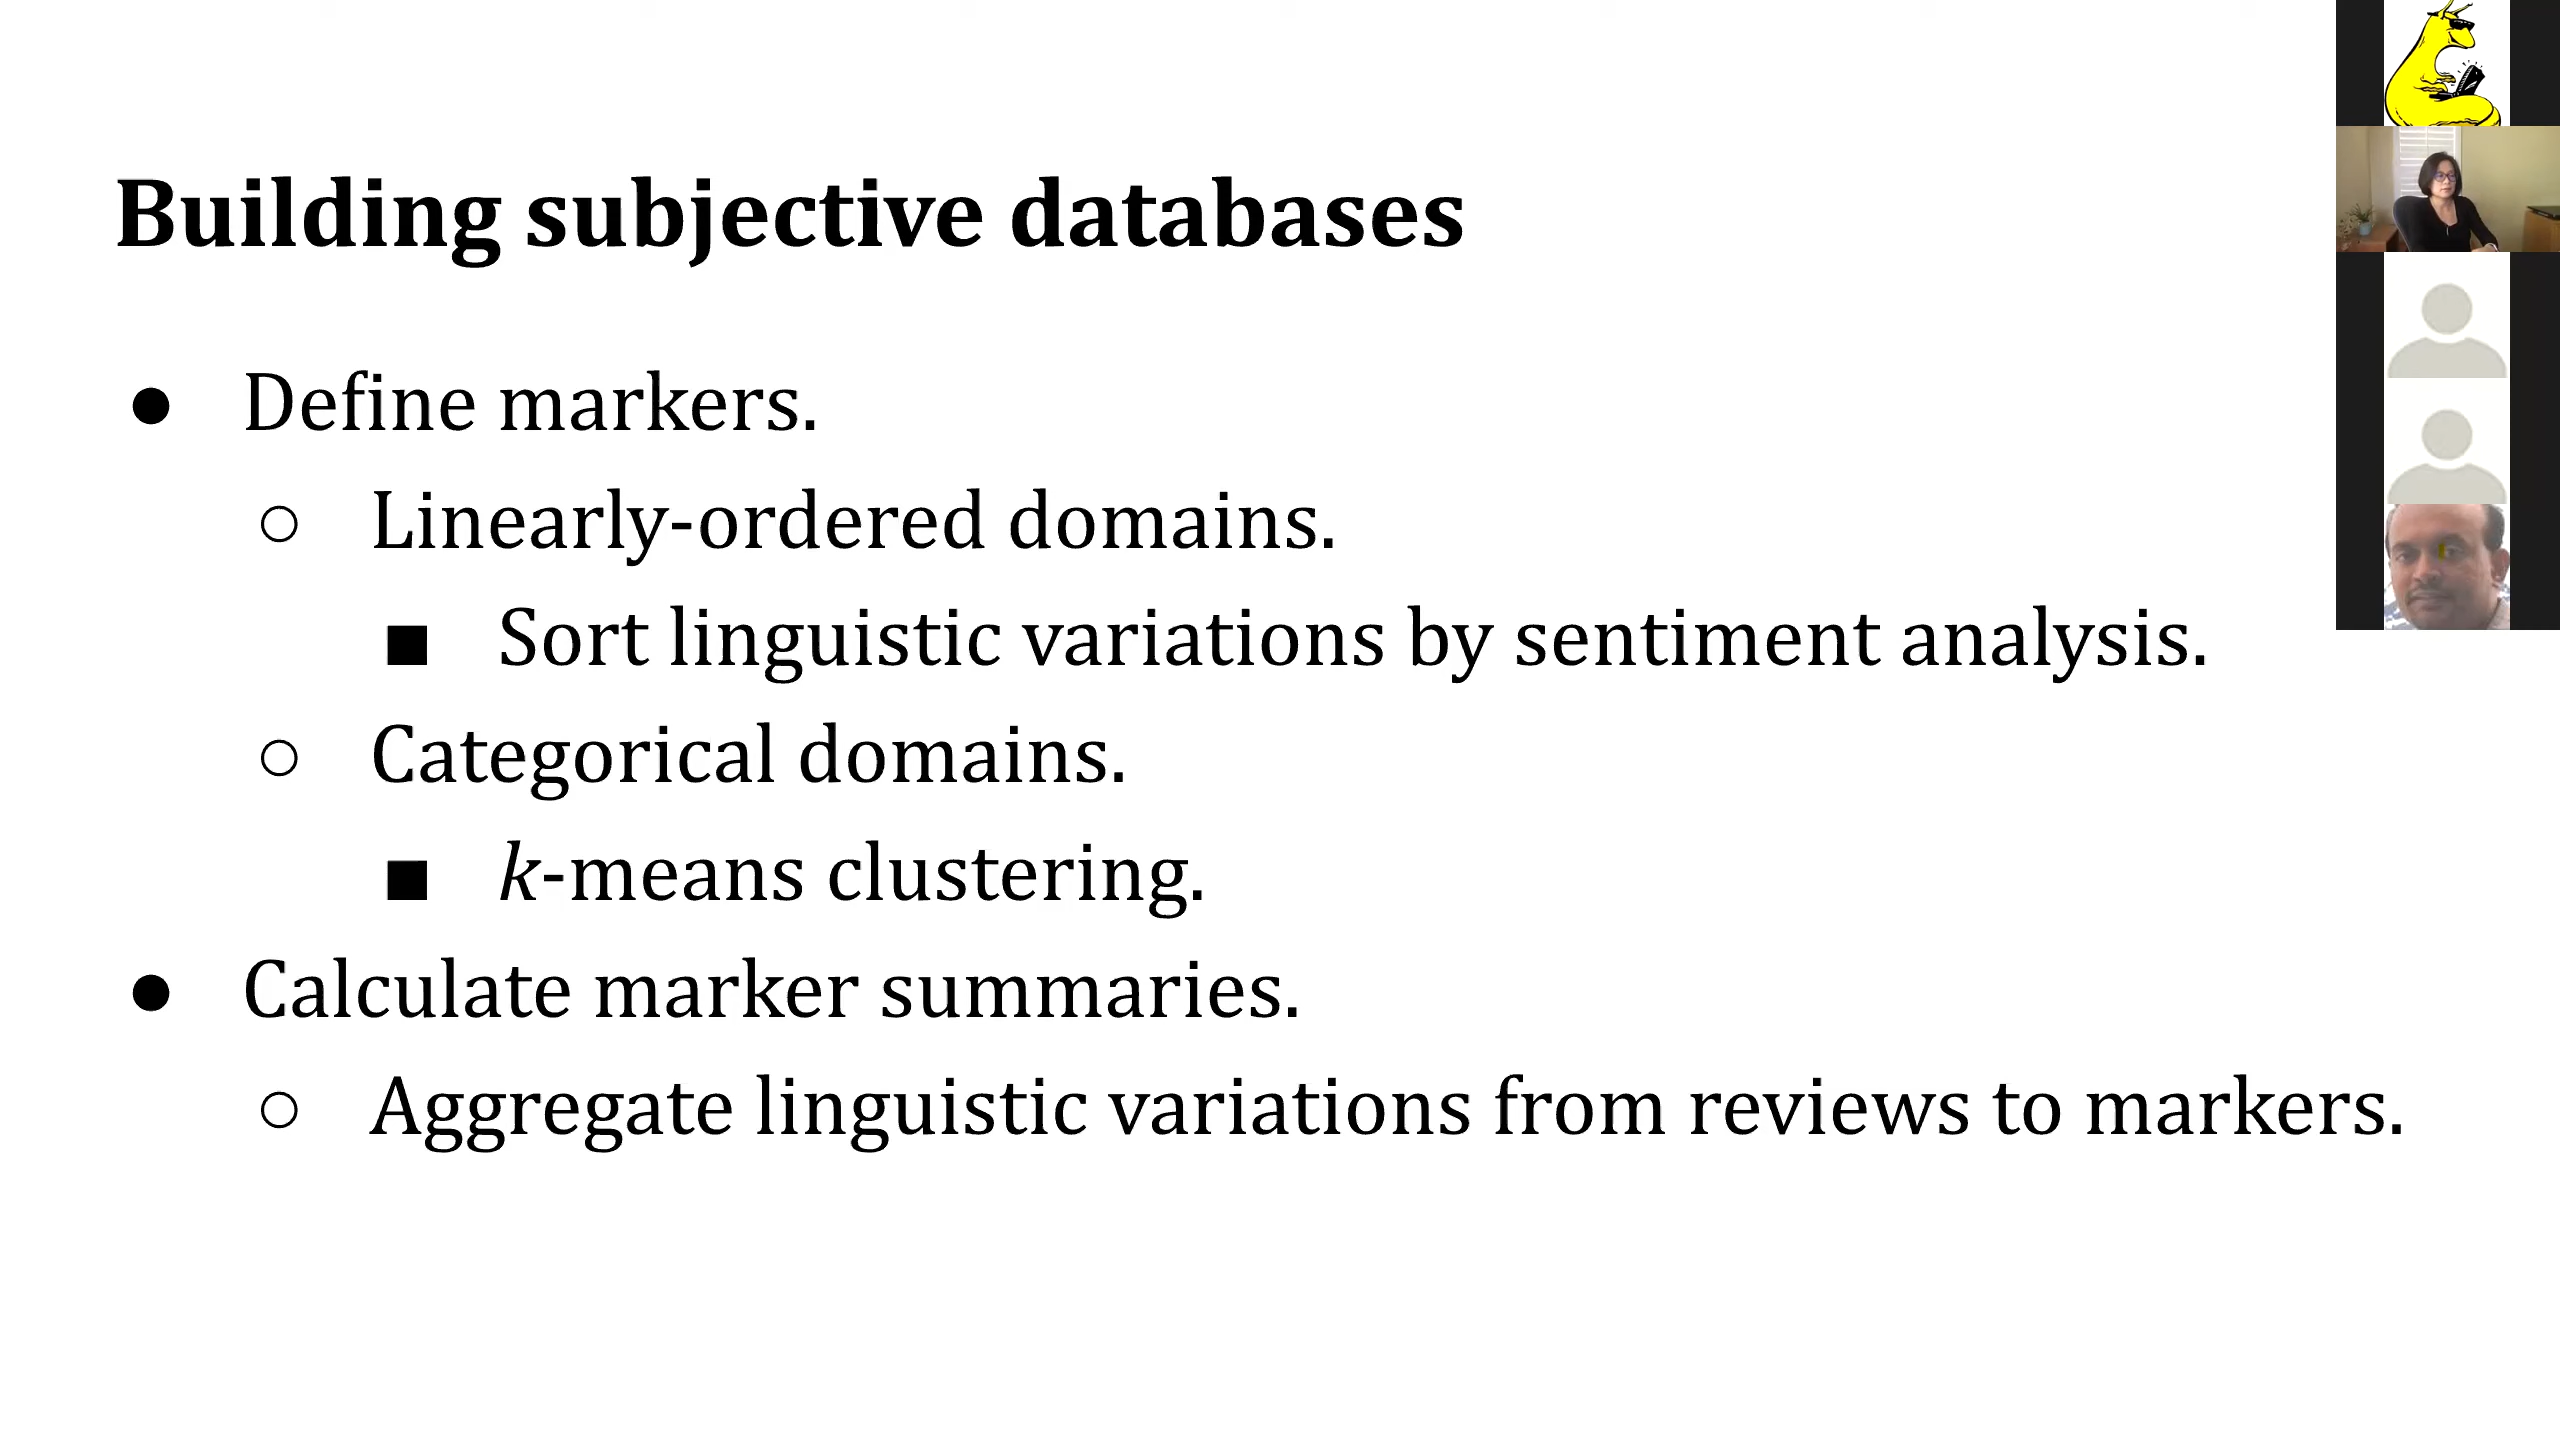 Building subjective databases
● Define markers.
○ Linearly-ordered domains.
■ Sort linguistic variations by sentiment analysis.
○ Categorical domains.
■ k-means clustering.
● Calculate marker summaries.
○ Aggregate linguistic variations from reviews to markers.